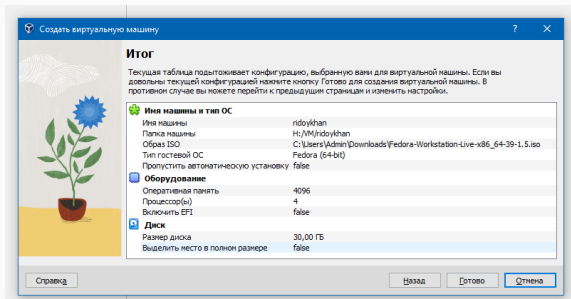 Создать виртуальную машину
Итог
Текущая таблица подытоживает конфигурацию, выбранную вами для виртуальной машины. Если вы
довольны текущей конфигурацией нажмите кнопку Готово для создания виртуальной машины. В
противном случае вы можете перейти к предыдущим страницам и изменить настройки.
Имя машины и тип ОС
Имя машины ridoykhan
Папка машины H:/VM/ridoykhan
Образ ISO C:\Users\Admin\Downloads\Fedora-Workstation-Live-x86_64-39-1.5.iso
Тип гостевой ОС Fedora (64-bit)
Пропустить автоматическую установку false
Оборудование
Оперативная память 4096
Процессор(ы) 4
Включить EFI false
Диск
Размер диска 30,00 ГБ
Выделить место в полном размере false
Справка Назад Готово Отмена